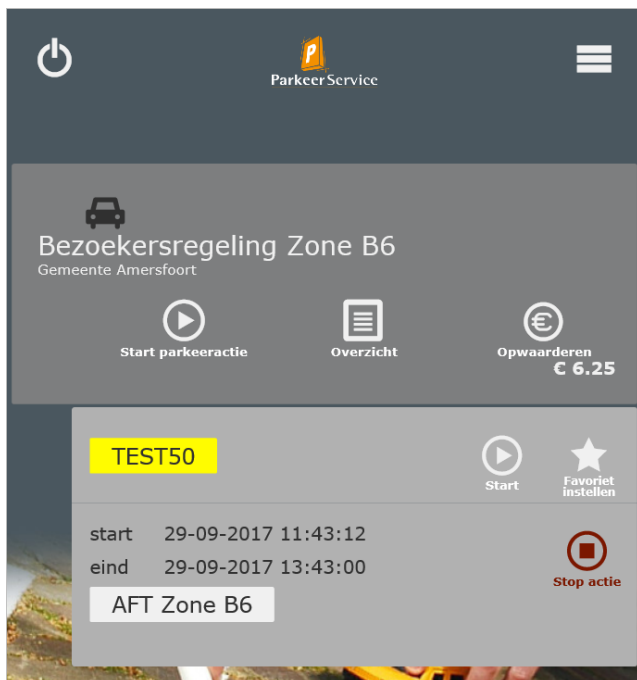 P
ParkeerService
Bezoekersregeling Zone B6
Gemeente Amersfoort
Start parkeeractie
Overzicht
Opwaarderen
€ 6.25
TEST50
Start
Favoriet
instellen
start 29-09-2017 11:43:12
eind 29-09-2017 13:43:00
Stop actie
AFT Zone B6